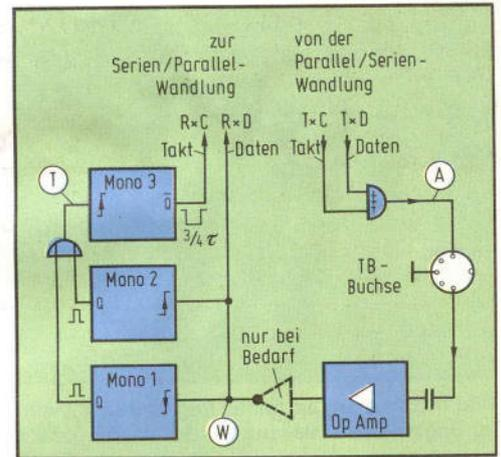 zur
Serien/Parallel-
Wandlung
von der
Parallel/Serien-
Wandlung
R×C R×D
T×C T×D
Takt
Daten
Takt
Daten
T
Mono 3
Q̅
3/4 τ
A
TB-
Buchse
Mono 2
Q
nur bei
Bedarf
Mono 1
Q
W
Op Amp